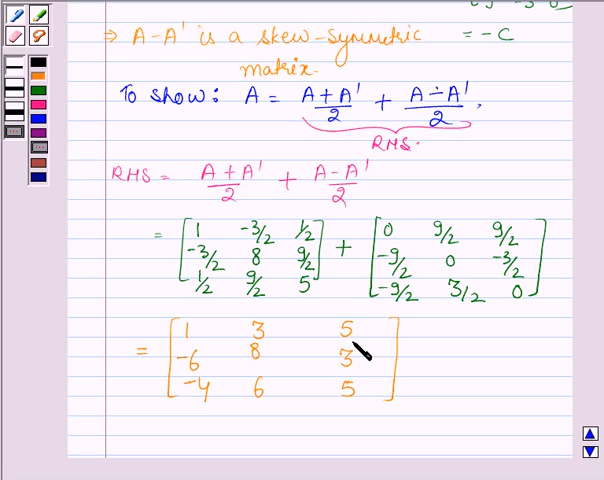 ⇒ A-A' is a skew-symmetric = -C
matrix.
To show: A = A+A'/2 + A-A'/2,
RHS.
RHS = A+A'/2 + A-A'/2
= [1 -3/2 1/2] + [0 9/2 9/2]
[-3/2 8 9/2] [-9/2 0 -3/2]
[1/2 9/2 5] [-9/2 3/2 0]
= [1 3 5]
[-6 8 3]
[-4 6 5]